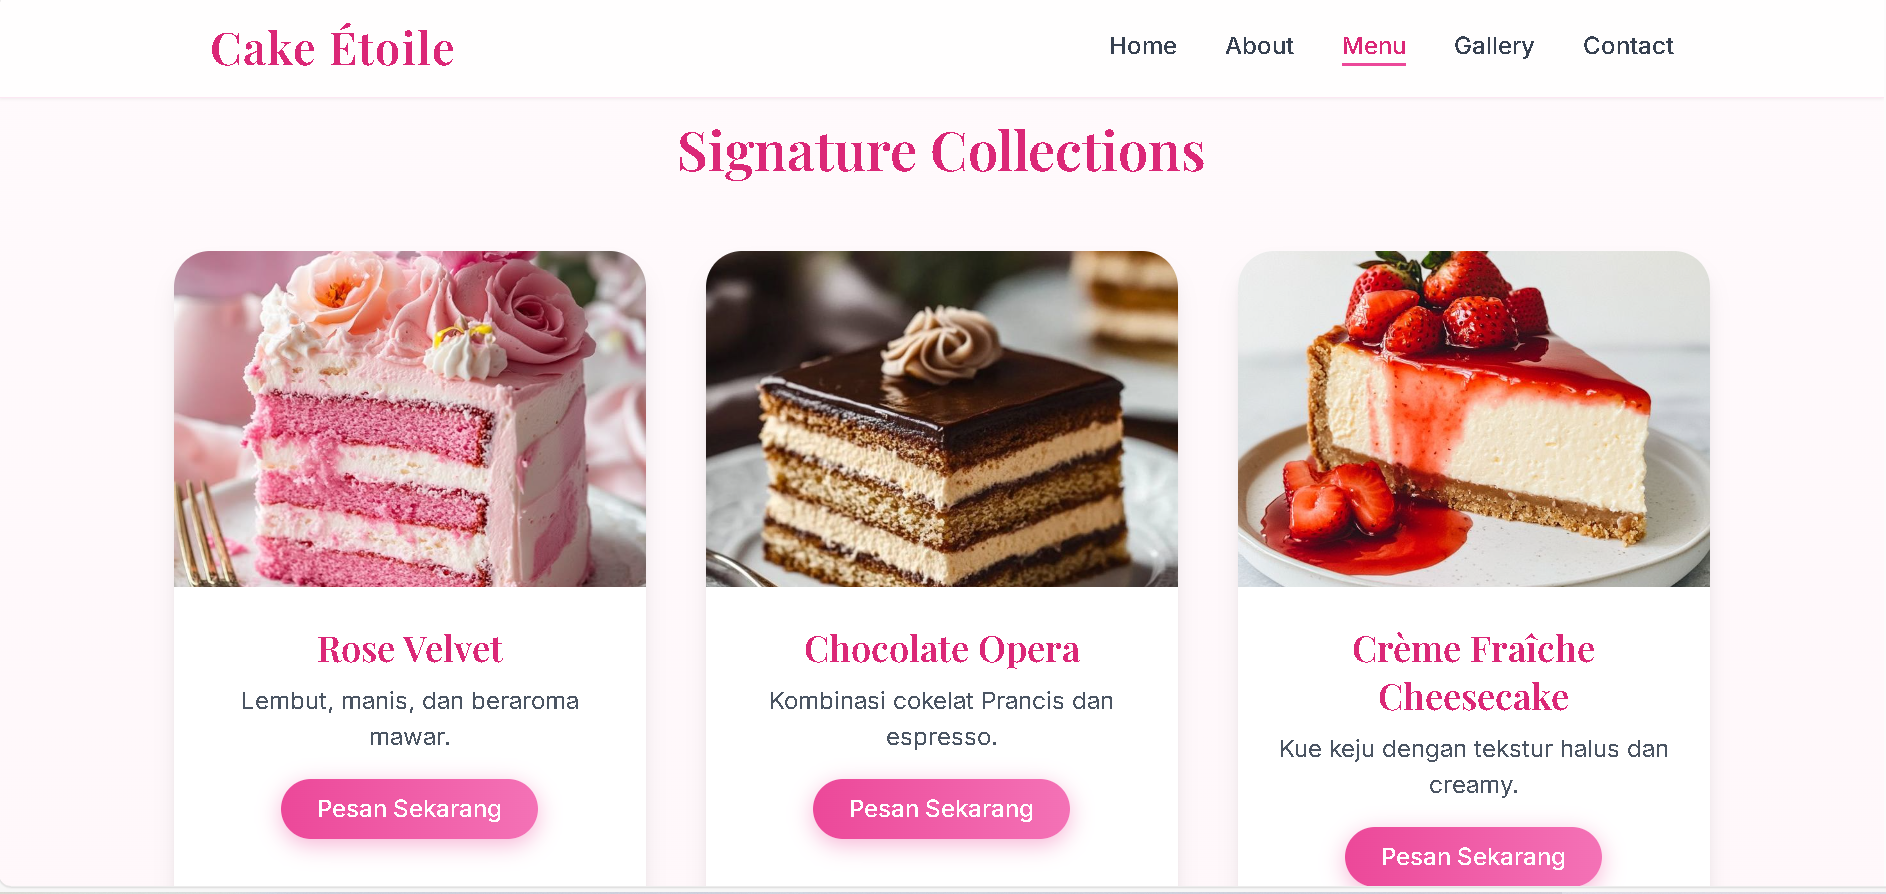 Cake Étoile
Home About Menu Gallery Contact
Signature Collections
Rose Velvet
Lembut, manis, dan beraroma
mawar.
Pesan Sekarang
Chocolate Opera
Kombinasi cokelat Prancis dan
espresso.
Pesan Sekarang
Crème Fraîche
Cheesecake
Kue keju dengan tekstur halus dan
creamy.
Pesan Sekarang